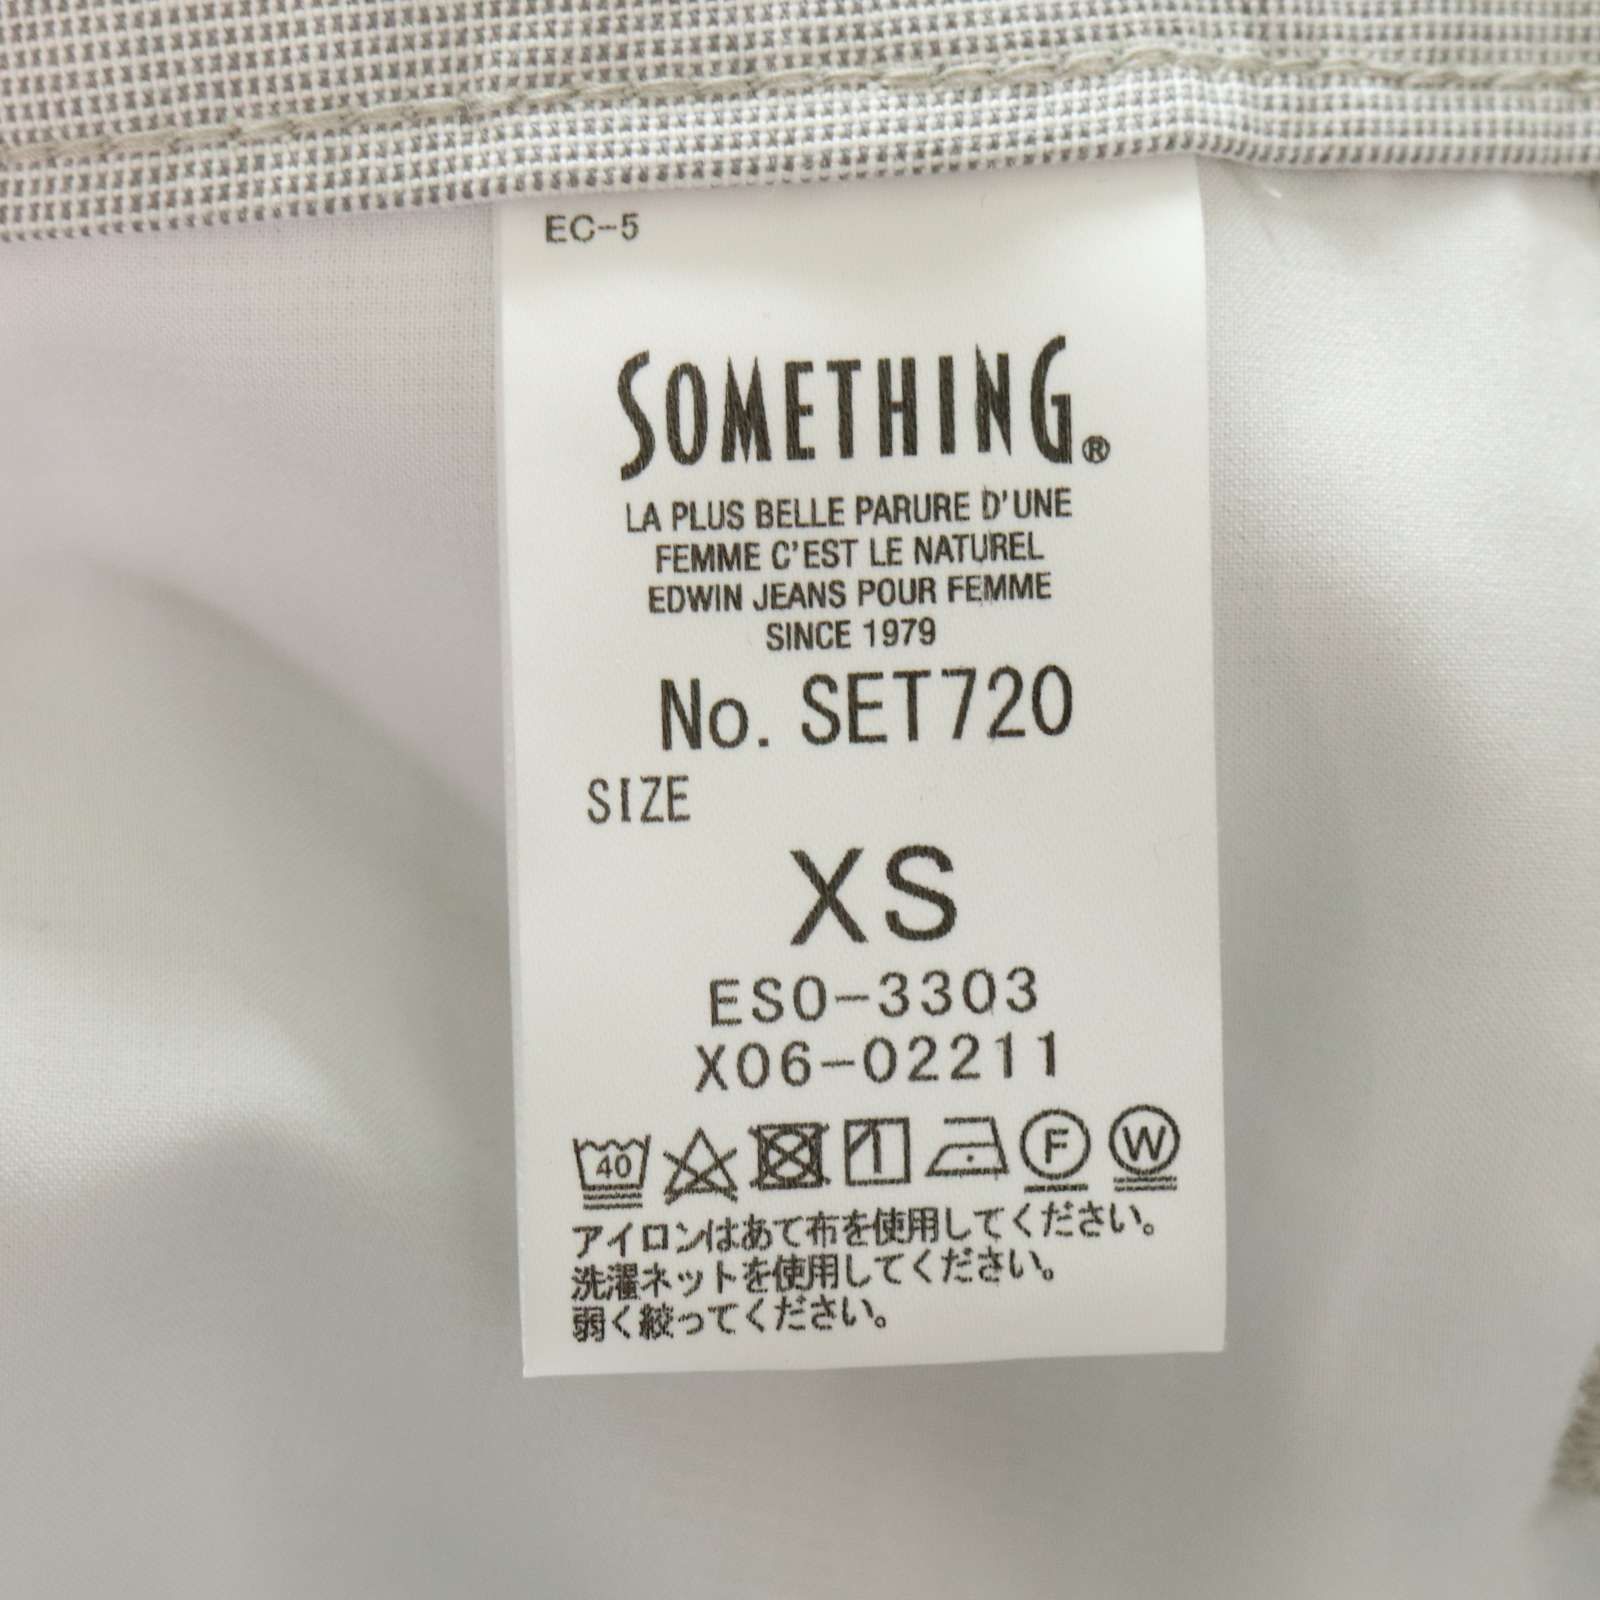 EC-5
SOMETHING®
LA PLUS BELLE PARURE D'UNE
FEMME C'EST LE NATUREL
EDWIN JEANS POUR FEMME
SINCE 1979
No. SET720
SIZE
XS
ESO-3303
X06-02211
40 F W
アイロンはあて布を使用してください。
洗濯ネットを使用してください。
弱く絞ってください。